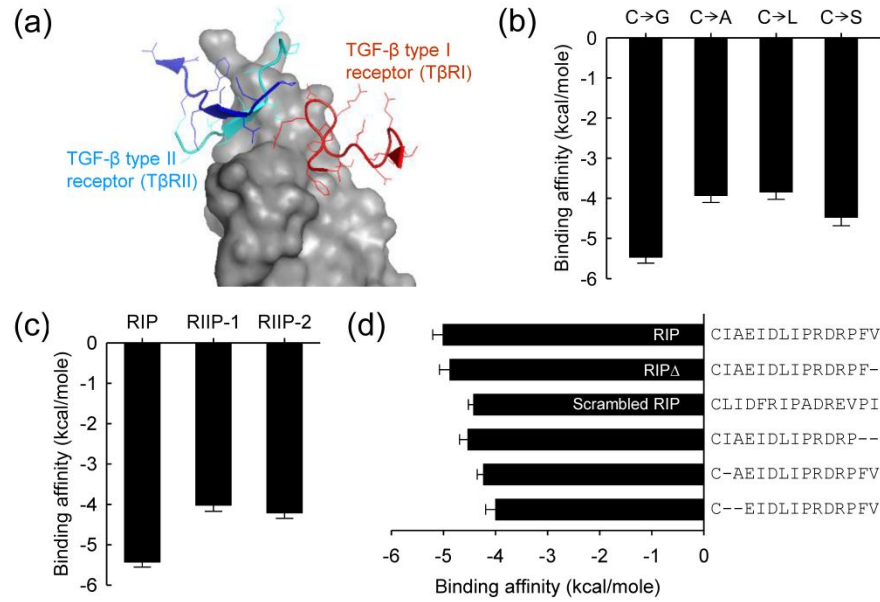 (a)
TGF-β type I
receptor (TβRI)
TGF-β type II
receptor (TβRII)
(b)
C→G C→A C→L C→S
0
-1
-2
-3
-4
-5
-6
Binding affinity (kcal/mole)
(c)
RIP RIIP-1 RIIP-2
0
-1
-2
-3
-4
-5
-6
Binding affinity (kcal/mole)
(d)
RIP CIAEIDLIPRDRPFV
RIPΔ CIAEIDLIPRDRPF-
Scrambled RIP CLIDFRIPADREVPI
CIAEIDLIPRDRP--
C-AEIDLIPRDRPFV
C--EIDLIPRDRPFV
-6 -5 -4 -3 -2 -1 0
Binding affinity (kcal/mole)